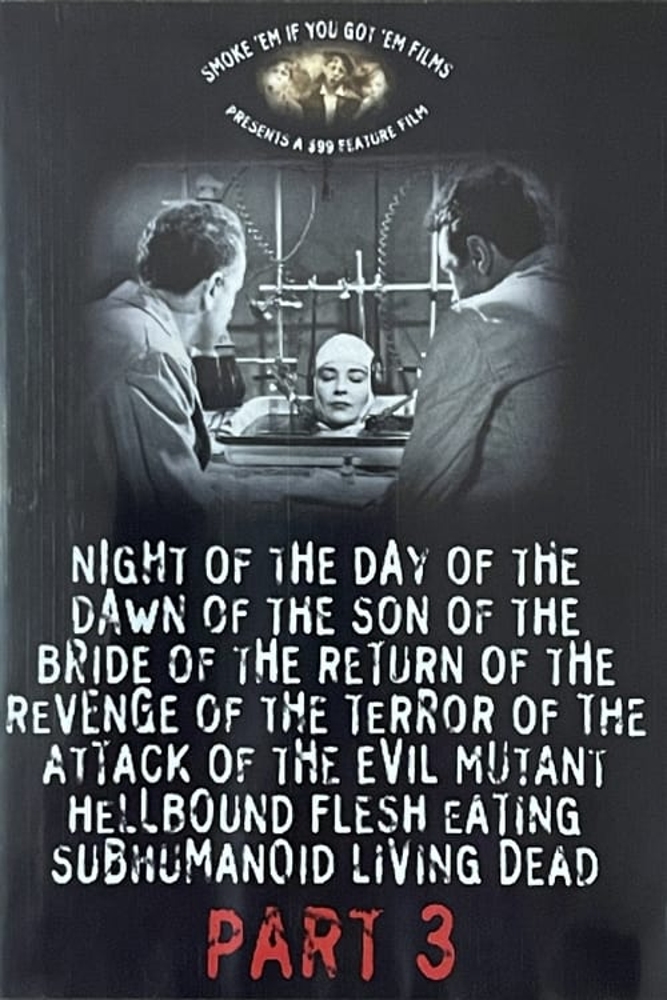 SMOKE 'EM IF YOU GOT 'EM FILMS
PRESENTS A $99 FEATURE FILM
NIGHT OF THE DAY OF THE
DAWN OF THE SON OF THE
BRIDE OF THE RETURN OF THE
REVENGE OF THE TERROR OF THE
ATTACK OF THE EVIL MUTANT
HELLBOUND FLESH EATING
SUBHUMANOID LIVING DEAD
PART 3